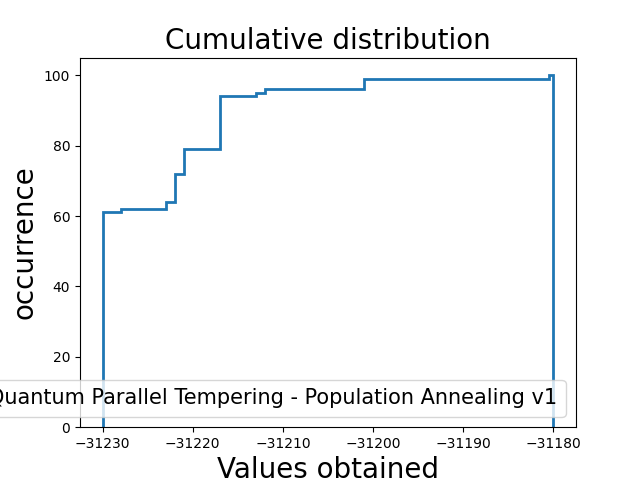 Cumulative distribution
occurrence
100
80
60
40
20
0
Parallel Tempering - Population Annealing v1
−31230 −31220 −31210 −31200 −31190 −31180
Values obtained